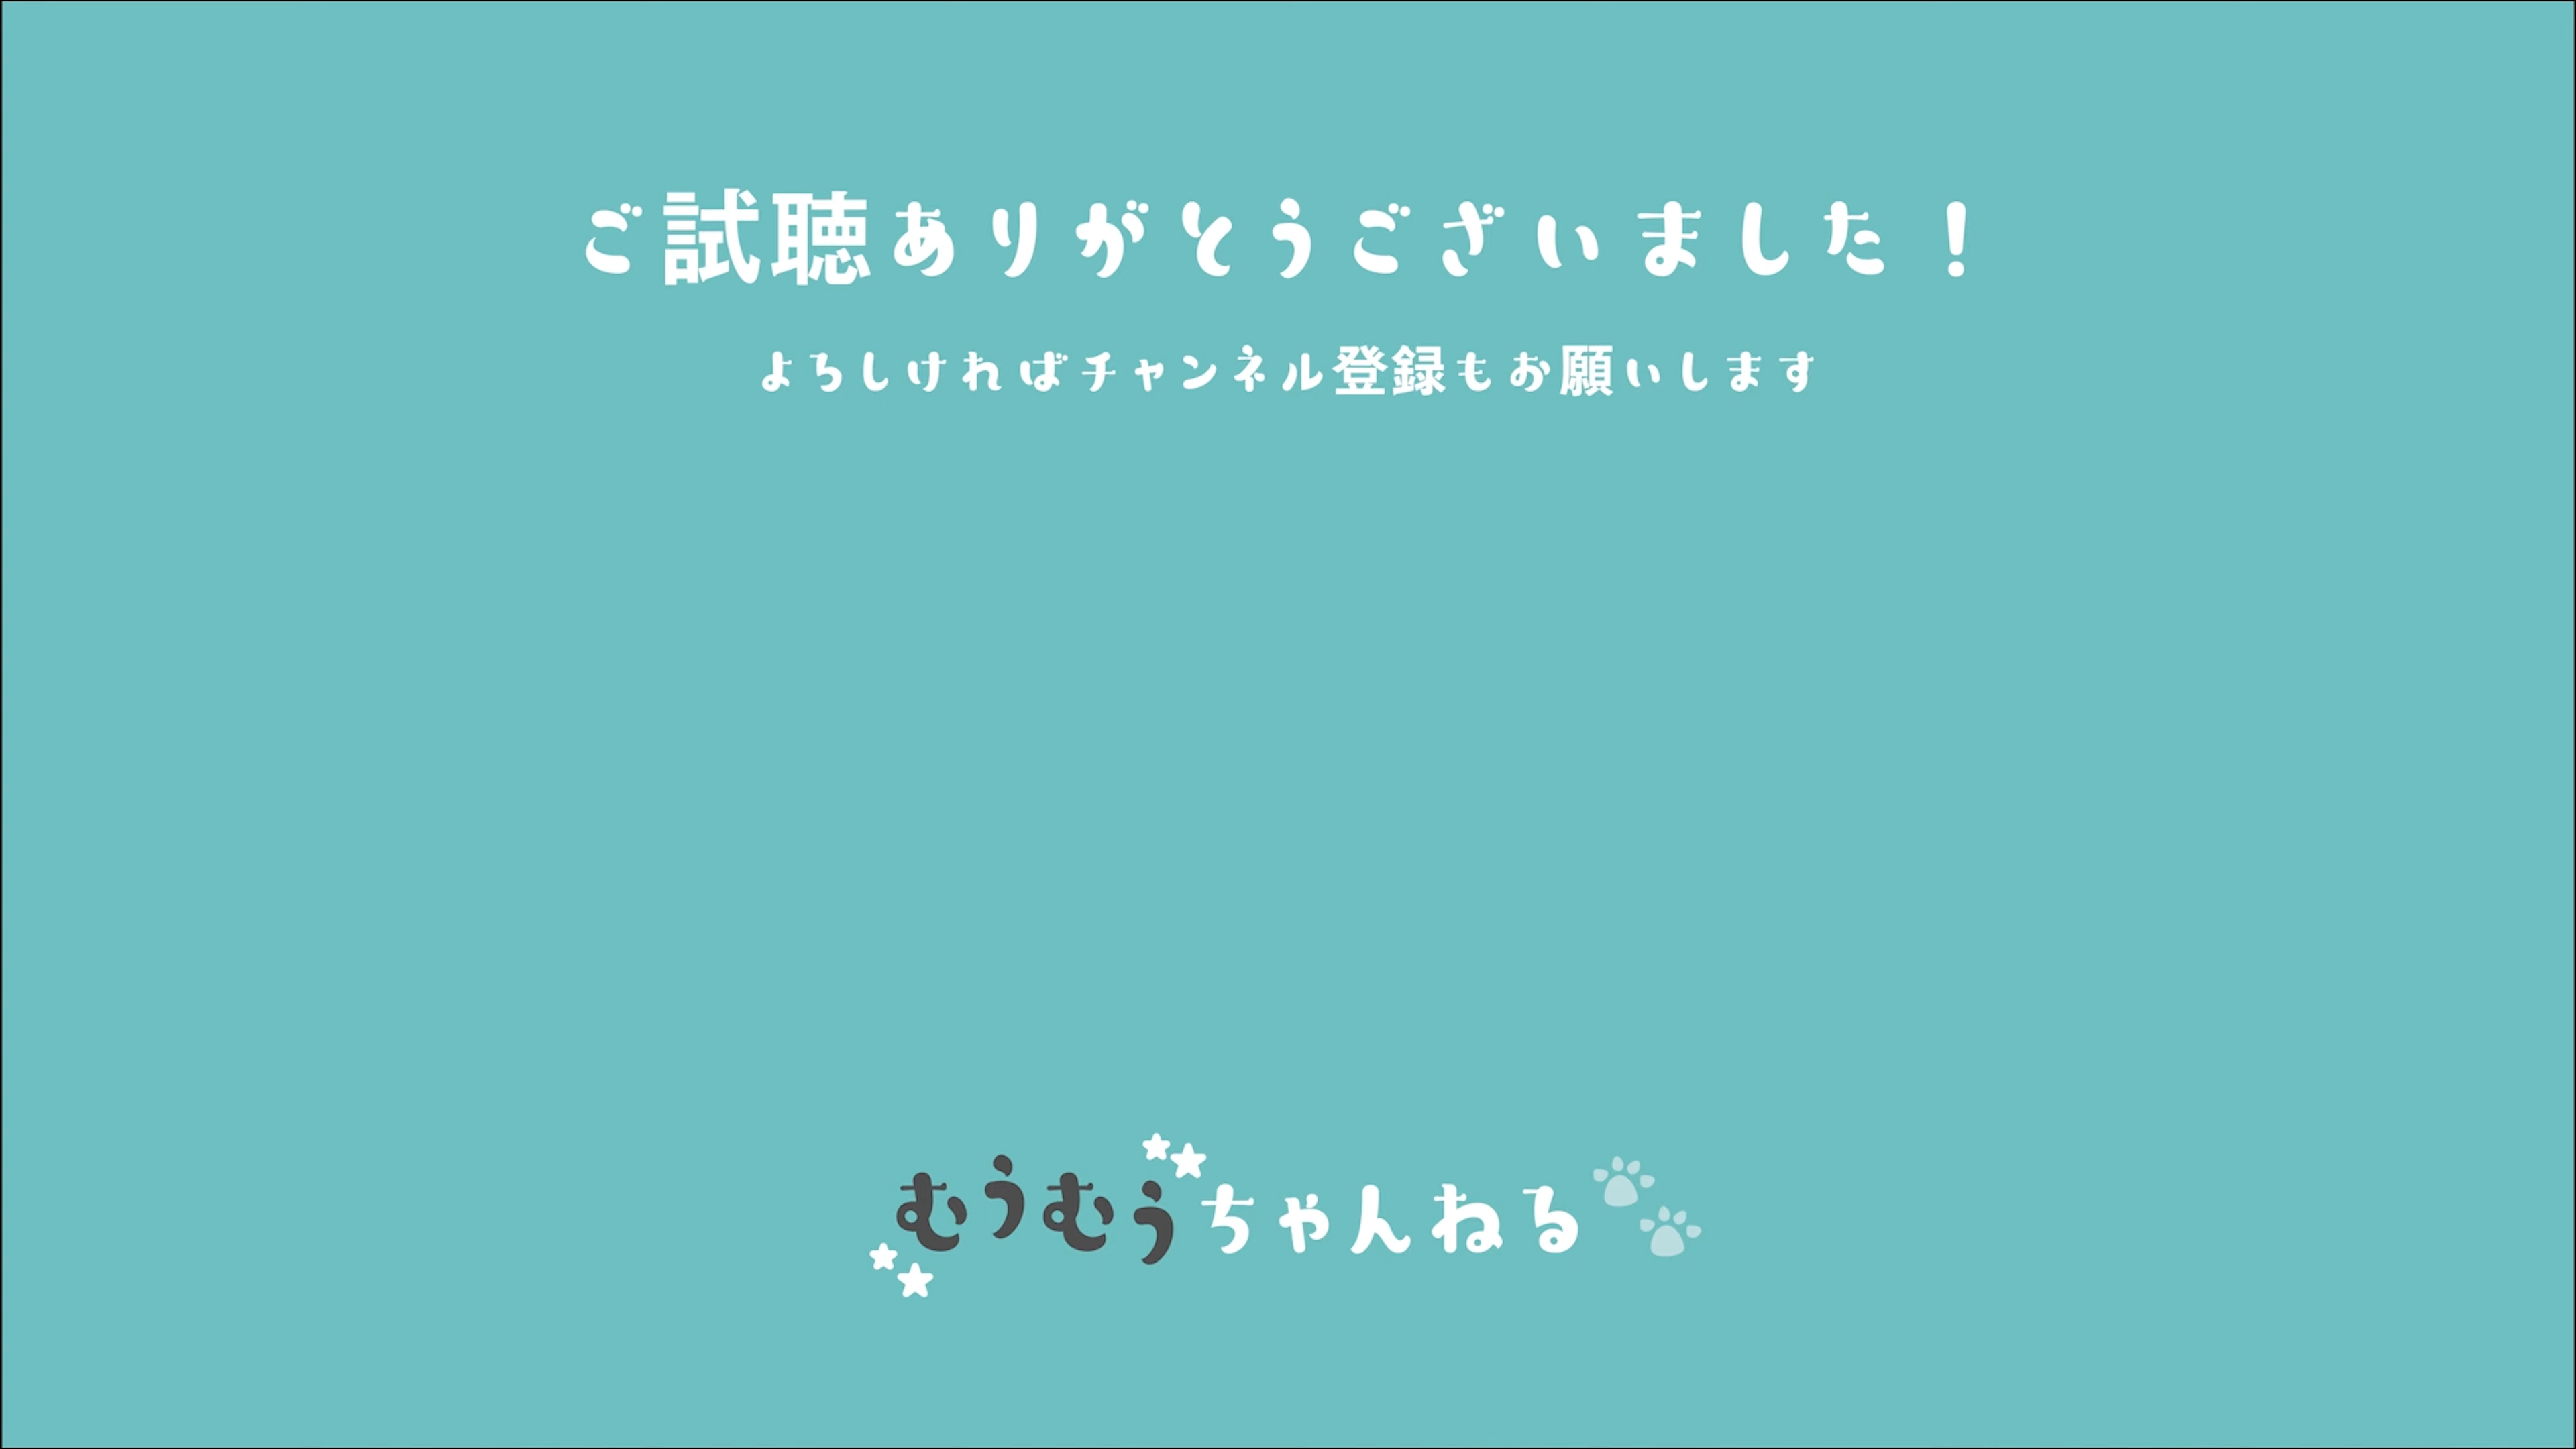 ご試聴ありがとうございました！
よろしければチャンネル登録もお願いします
むうむぅちゃんねる